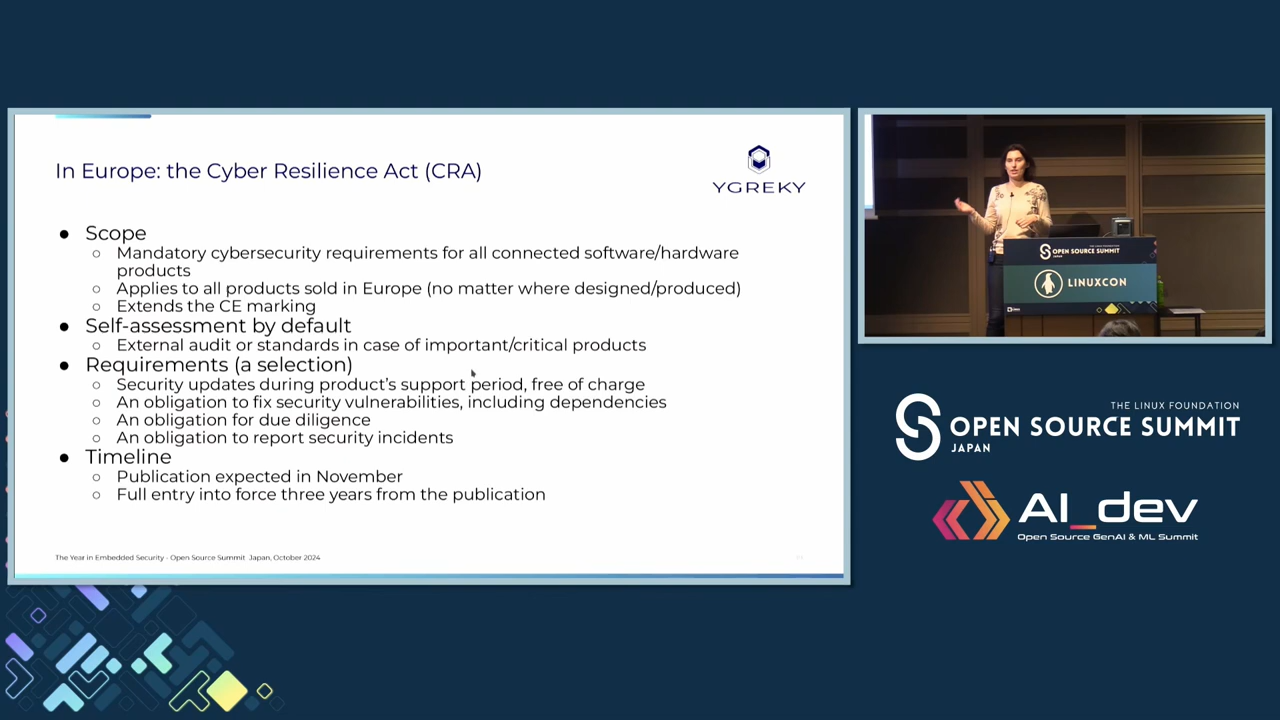 In Europe: the Cyber Resilience Act (CRA)
YGREKY
● Scope
○ Mandatory cybersecurity requirements for all connected software/hardware
products
○ Applies to all products sold in Europe (no matter where designed/produced)
○ Extends the CE marking
● Self-assessment by default
○ External audit or standards in case of important/critical products
● Requirements (a selection)
○ Security updates during product's support period, free of charge
○ An obligation to fix security vulnerabilities, including dependencies
○ An obligation for due diligence
○ An obligation to report security incidents
● Timeline
○ Publication expected in November
○ Full entry into force three years from the publication
The Year in Embedded Security - Open Source Summit Japan, October 2024
OPEN SOURCE SUMMIT
JAPAN
LINUXCON
THE LINUX FOUNDATION
OPEN SOURCE SUMMIT
JAPAN
AI_dev
Open Source GenAI & ML Summit